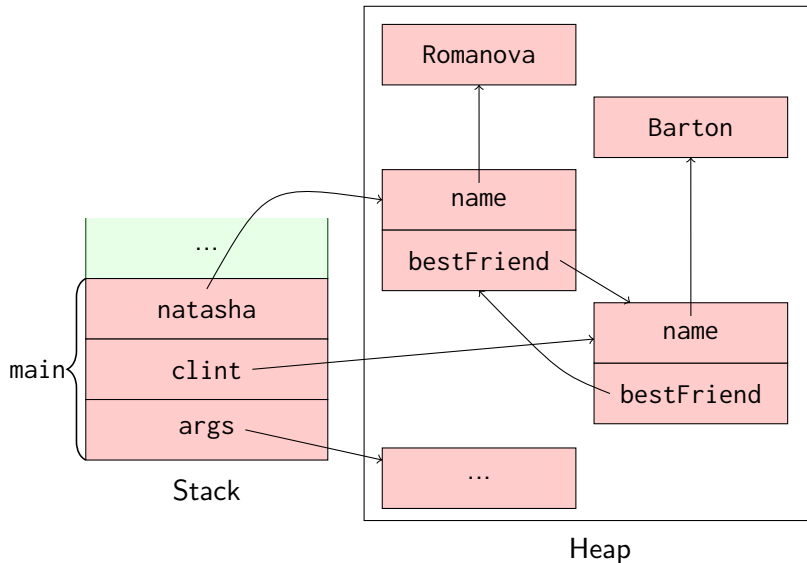 Romanova
Barton
name
bestFriend
...
natasha
name
main
clint
bestFriend
args
...
Stack
Heap